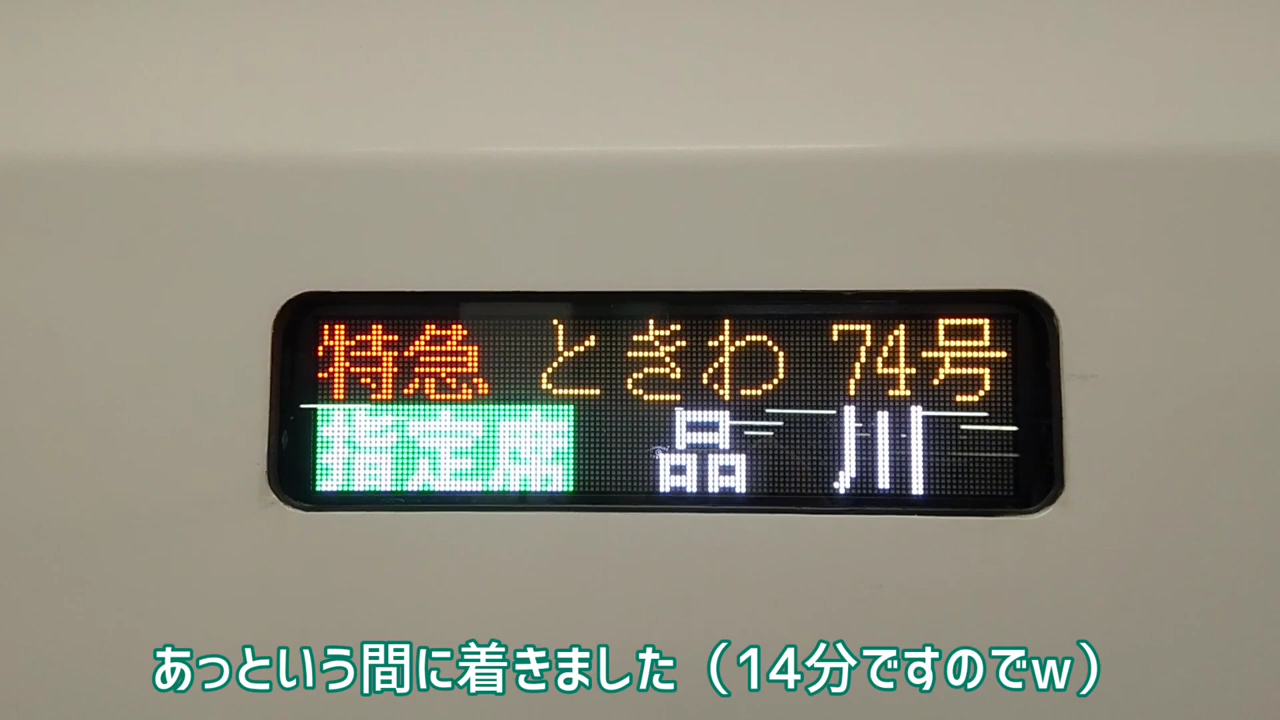 特急 ときわ 74号
指定席 品川
あっという間に着きました（14分ですのでw）